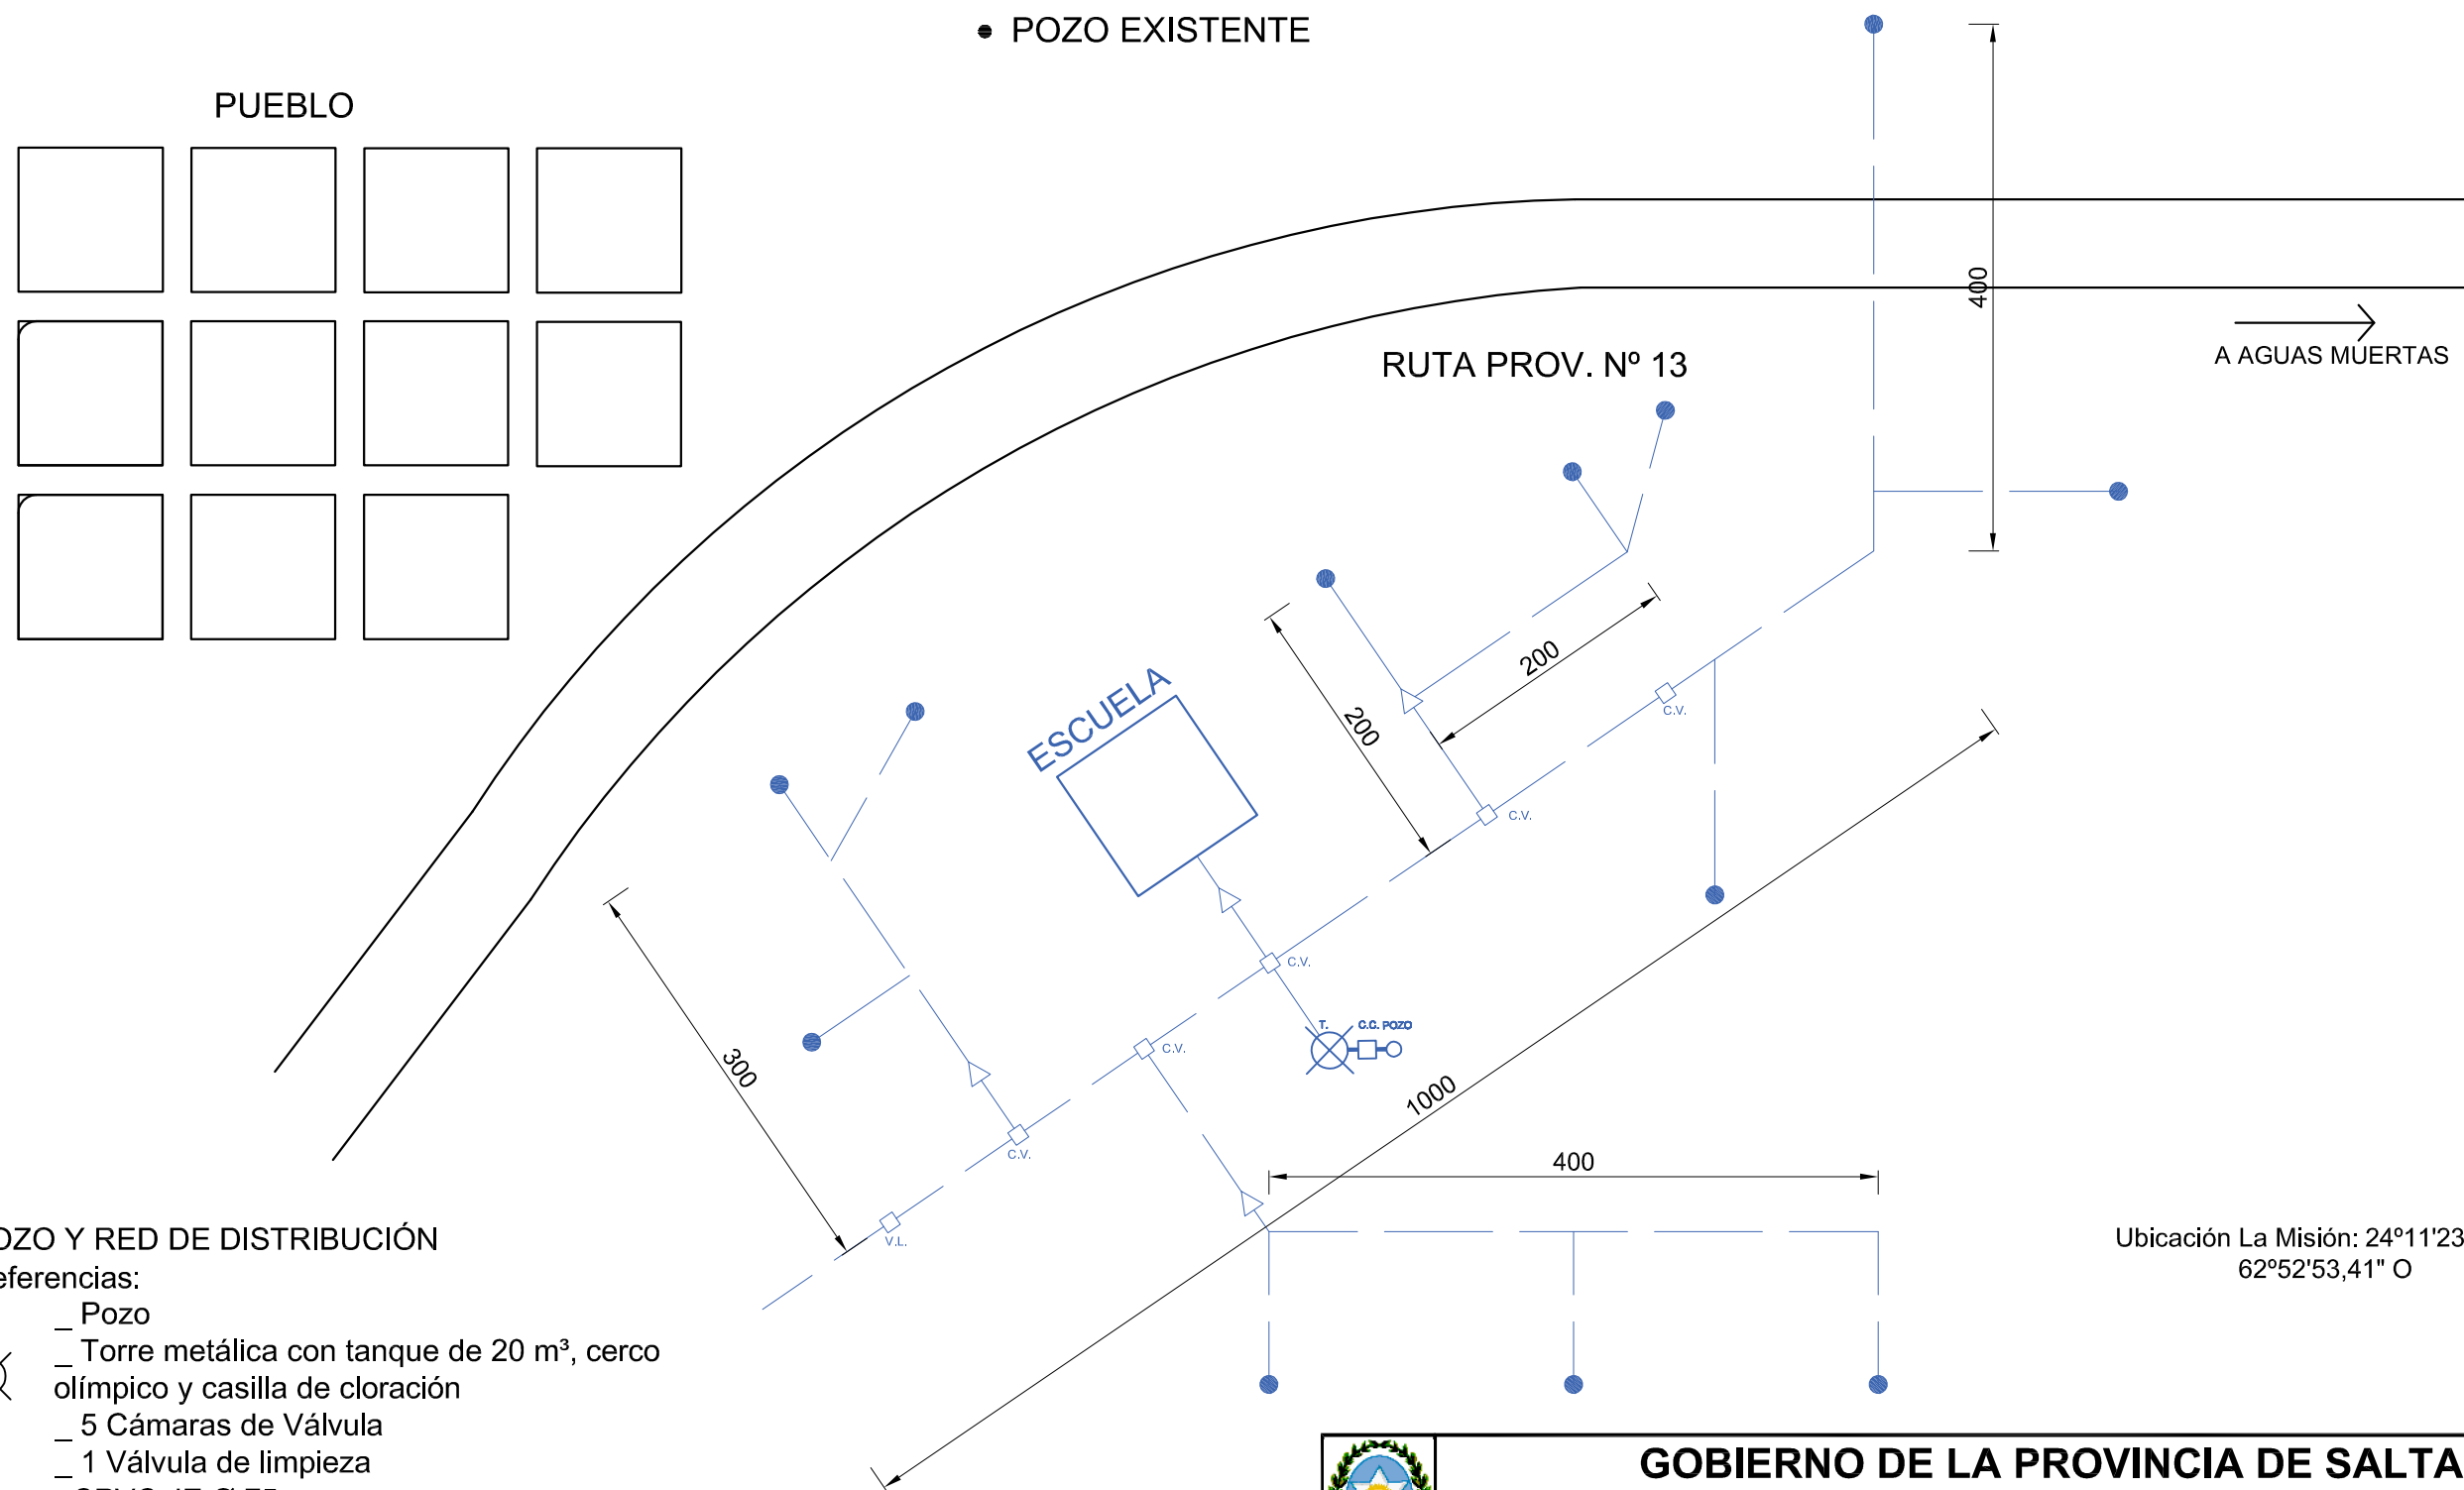 POZO EXISTENTE
PUEBLO
400
A AGUAS MUERTAS
RUTA PROV. Nº 13
200
200
ESCUELA
C.V.
C.V.
C.V.
T. C.C. POZO
C.V.
C.V.
V.L.
300
1000
400
OZO Y RED DE DISTRIBUCIÓN
eferencias:
_ Pozo
_ Torre metálica con tanque de 20 m³, cerco
olímpico y casilla de cloración
_ 5 Cámaras de Válvula
_ 1 Válvula de limpieza
Ubicación La Misión: 24º11'23
62º52'53,41" O
GOBIERNO DE LA PROVINCIA DE SALTA